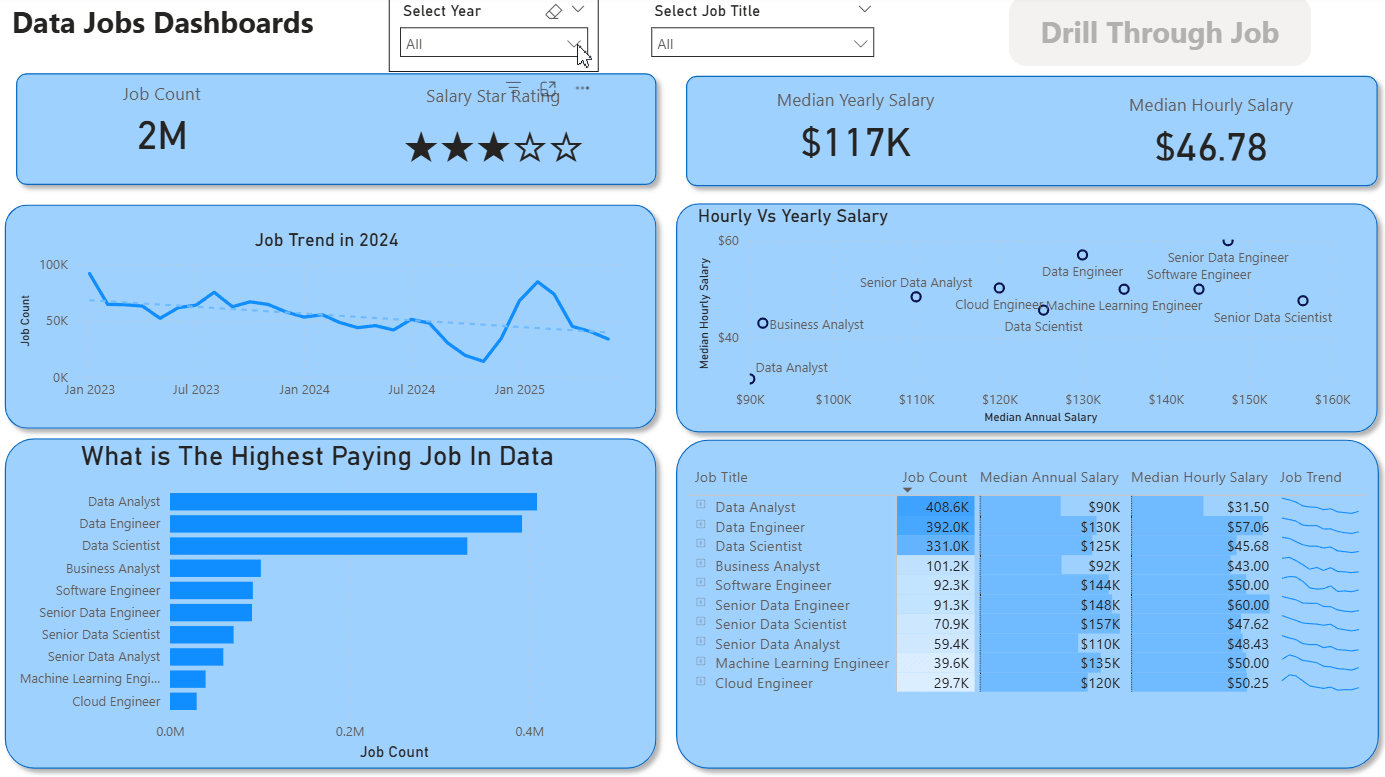 Data Jobs Dashboards
Select Year
All
Select Job Title
All
Drill Through Job
Job Count
2M
Salary Star Rating
Median Yearly Salary
$117K
Median Hourly Salary
$46.78
Job Trend in 2024
Job Count
100K
50K
0K
Jan 2023 Jul 2023 Jan 2024 Jul 2024 Jan 2025
Hourly Vs Yearly Salary
Median Hourly Salary
$60
$40
Senior Data Engineer
Data Engineer
Software Engineer
Senior Data Analyst
Cloud Engineer
Machine Learning Engineer
Senior Data Scientist
Business Analyst
Data Scientist
Data Analyst
$90K $100K $110K $120K $130K $140K $150K $160K
Median Annual Salary
What is The Highest Paying Job In Data
Data Analyst
Data Engineer
Data Scientist
Business Analyst
Software Engineer
Senior Data Engineer
Senior Data Scientist
Senior Data Analyst
Machine Learning Engi...
Cloud Engineer
0.0M 0.2M 0.4M
Job Count
Job Title Job Count Median Annual Salary Median Hourly Salary Job Trend
Data Analyst 408.6K $90K $31.50
Data Engineer 392.0K $130K $57.06
Data Scientist 331.0K $125K $45.68
Business Analyst 101.2K $92K $43.00
Software Engineer 92.3K $144K $50.00
Senior Data Engineer 91.3K $148K $60.00
Senior Data Scientist 70.9K $157K $47.62
Senior Data Analyst 59.4K $110K $48.43
Machine Learning Engineer 39.6K $135K $50.00
Cloud Engineer 29.7K $120K $50.25